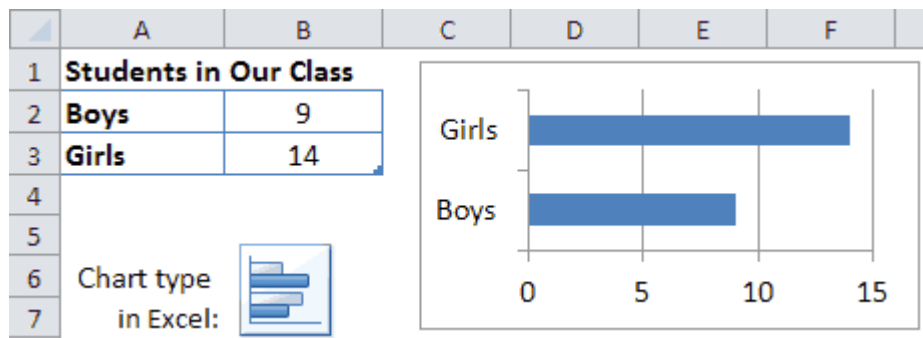 A B C D E F
1 Students in Our Class
2 Boys 9
3 Girls 14
4
5
6 Chart type
7 in Excel:
Girls
Boys
0 5 10 15